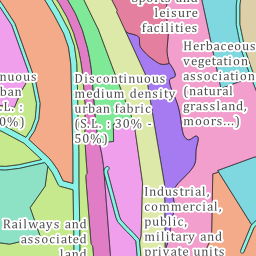 Sports and
leisure
facilities
Herbaceous
vegetation
association
(natural
grassland,
moors...)
nuous
ban
S.L. :
0%)
Discontinuous
medium density
urban fabric
(S.L. : 30% -
50%)
Industrial,
commercial,
public,
military and
private units
Railways and
associated
land